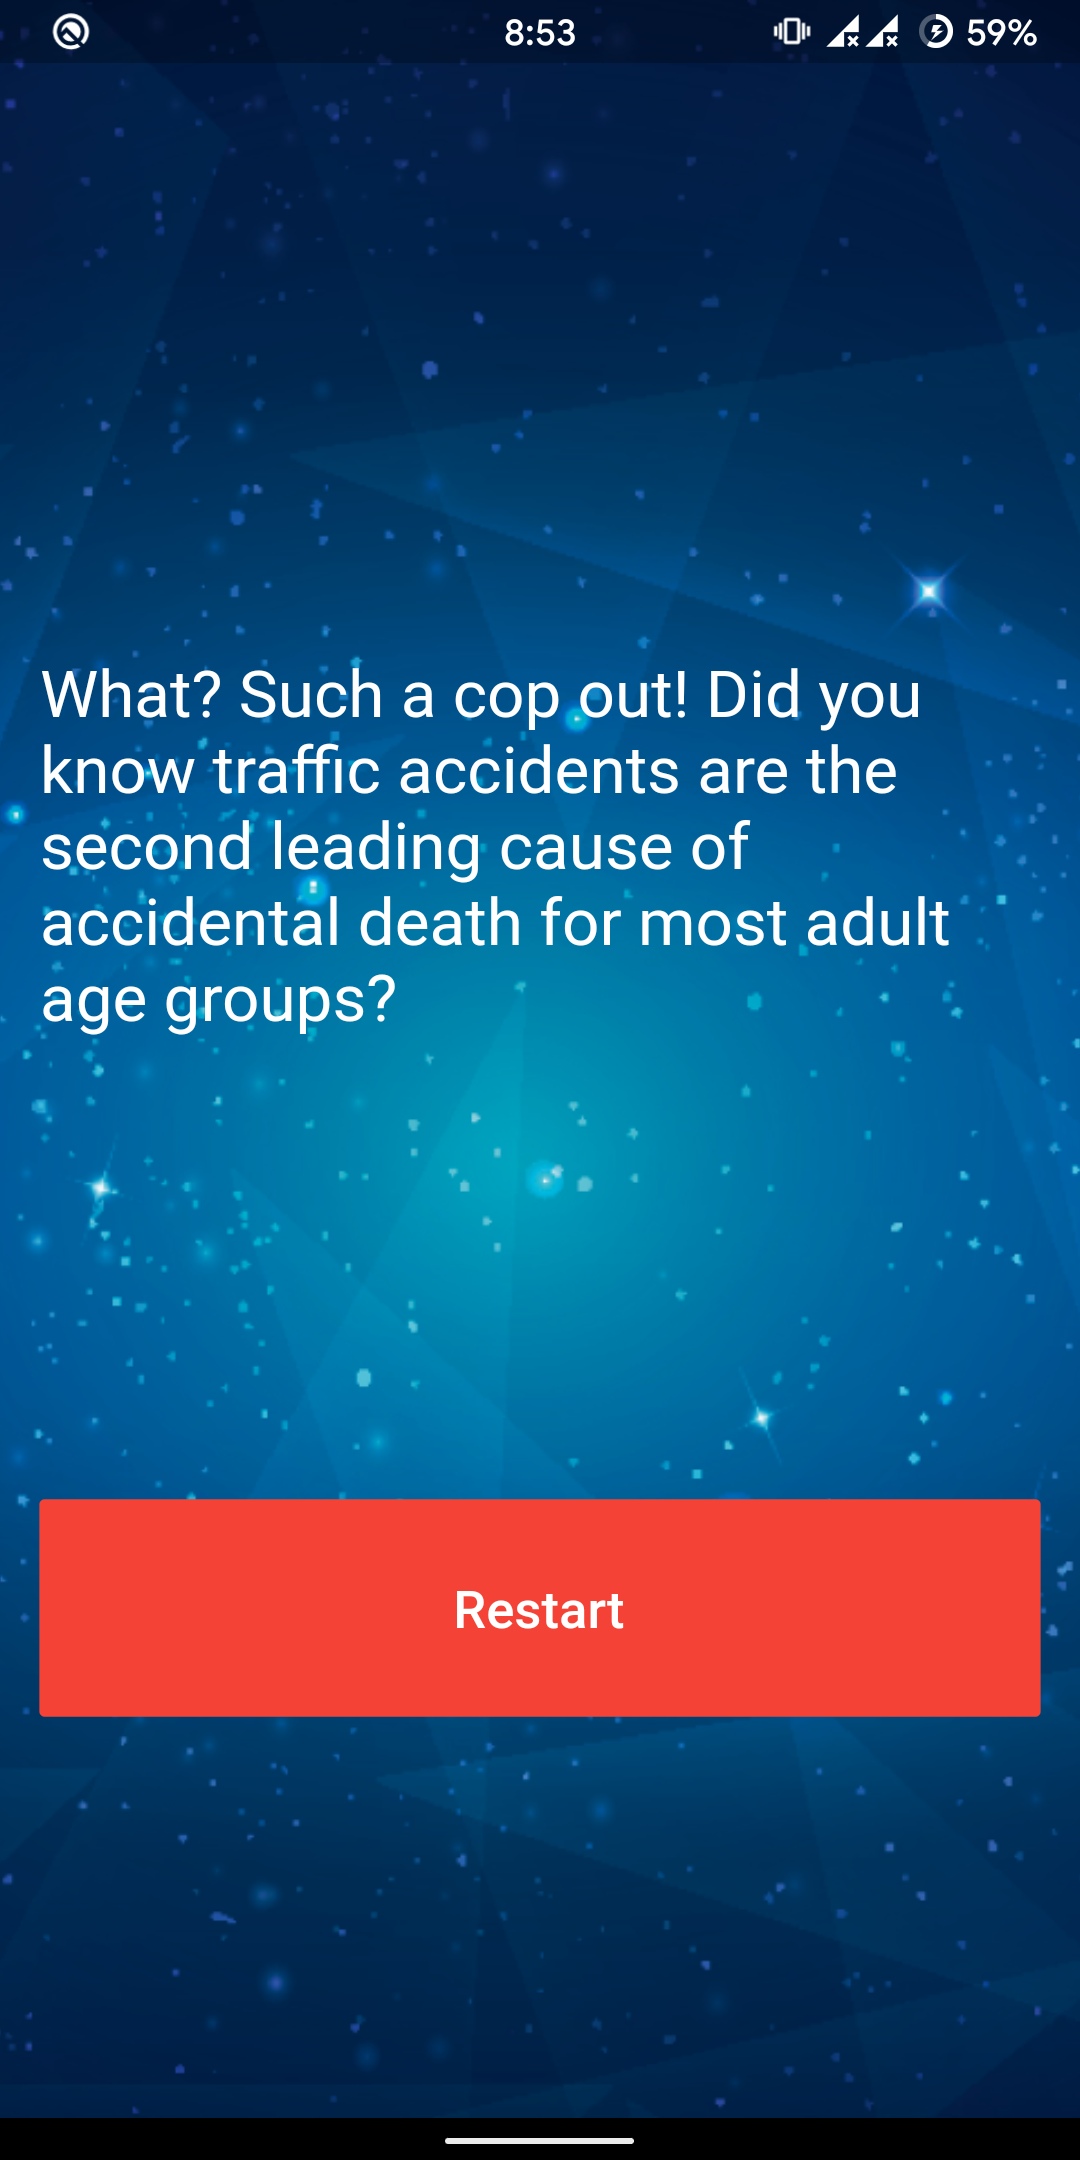 8:53
59%
What? Such a cop out! Did you
know traffic accidents are the
second leading cause of
accidental death for most adult
age groups?
Restart